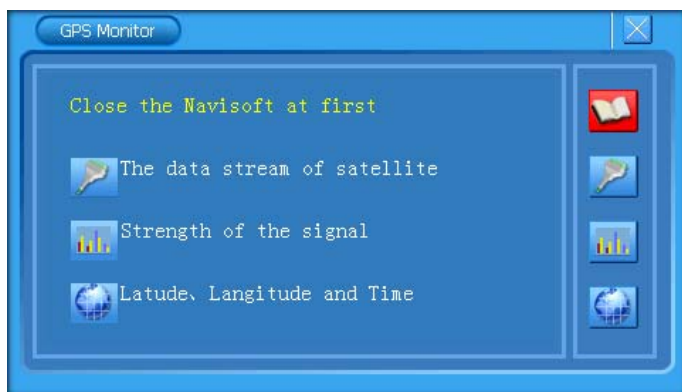 GPS Monitor
Close the Navisoft at first
The data stream of satellite
Strength of the signal
Latude、Langitude and Time